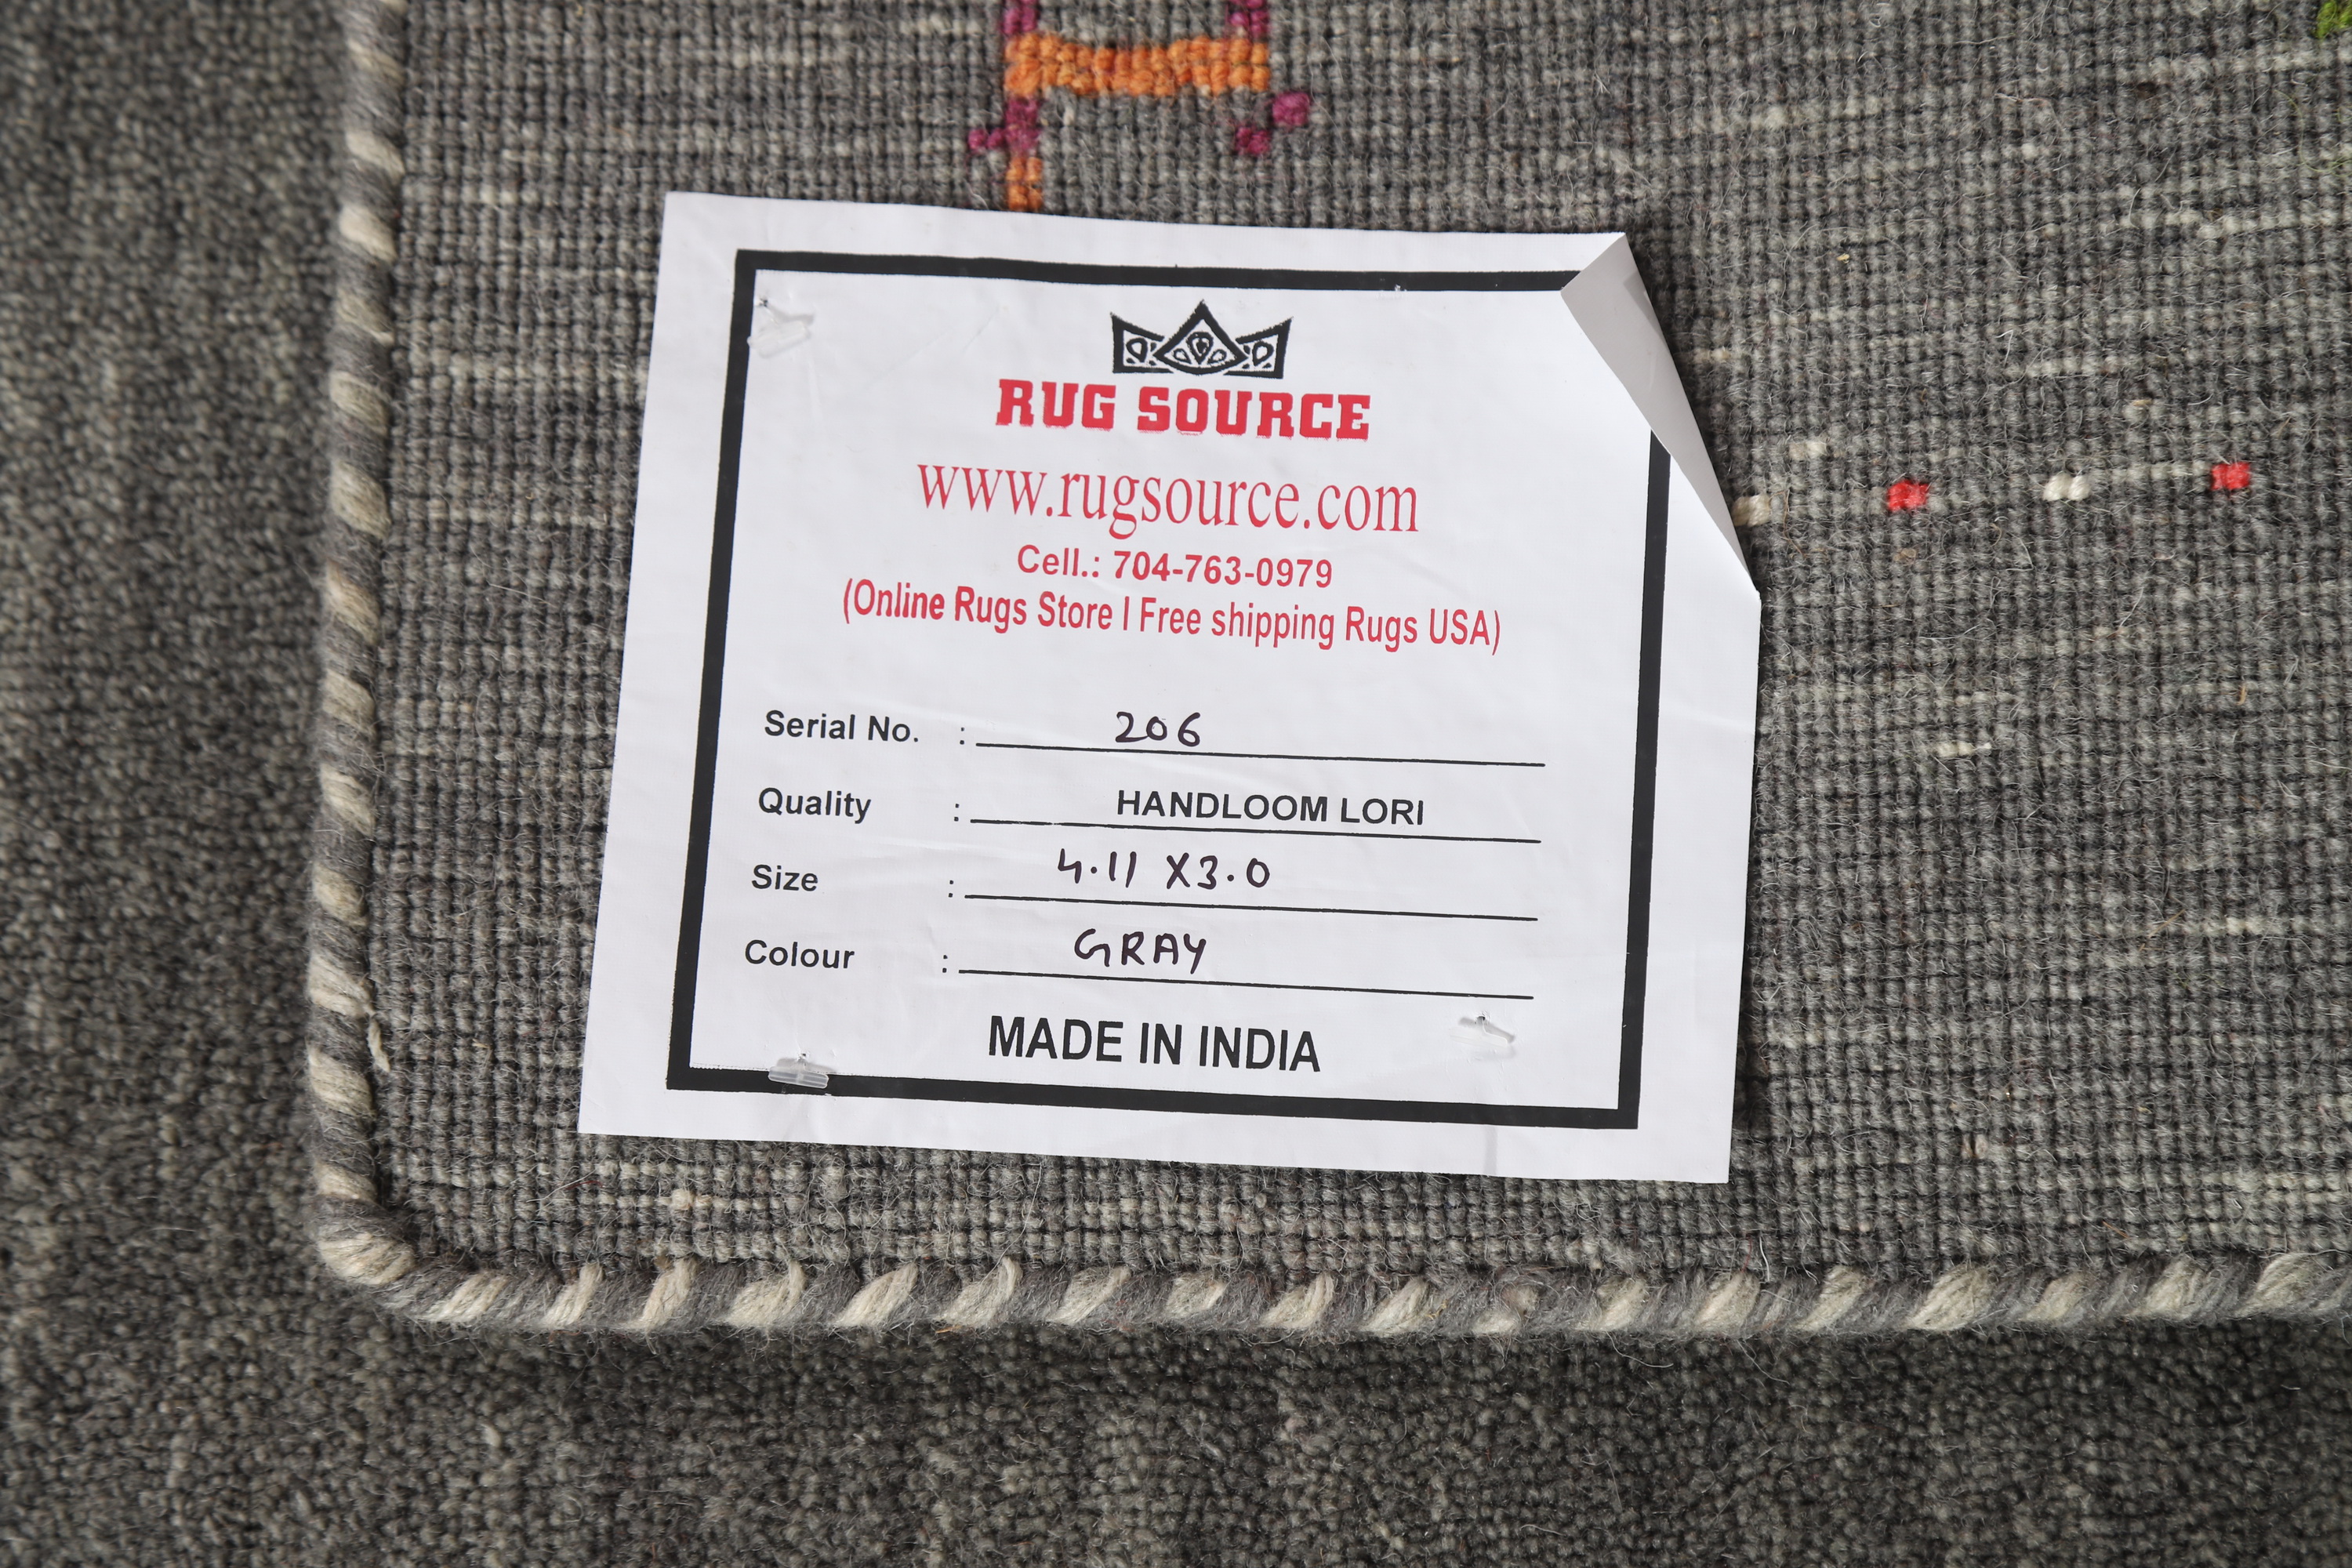 RUG SOURCE
www.rugsource.com
Cell.: 704-763-0979
(Online Rugs Store I Free shipping Rugs USA)
Serial No. : 206
Quality : HANDLOOM LORI
Size : 4.11 X3.0
Colour : GRAY
MADE IN INDIA